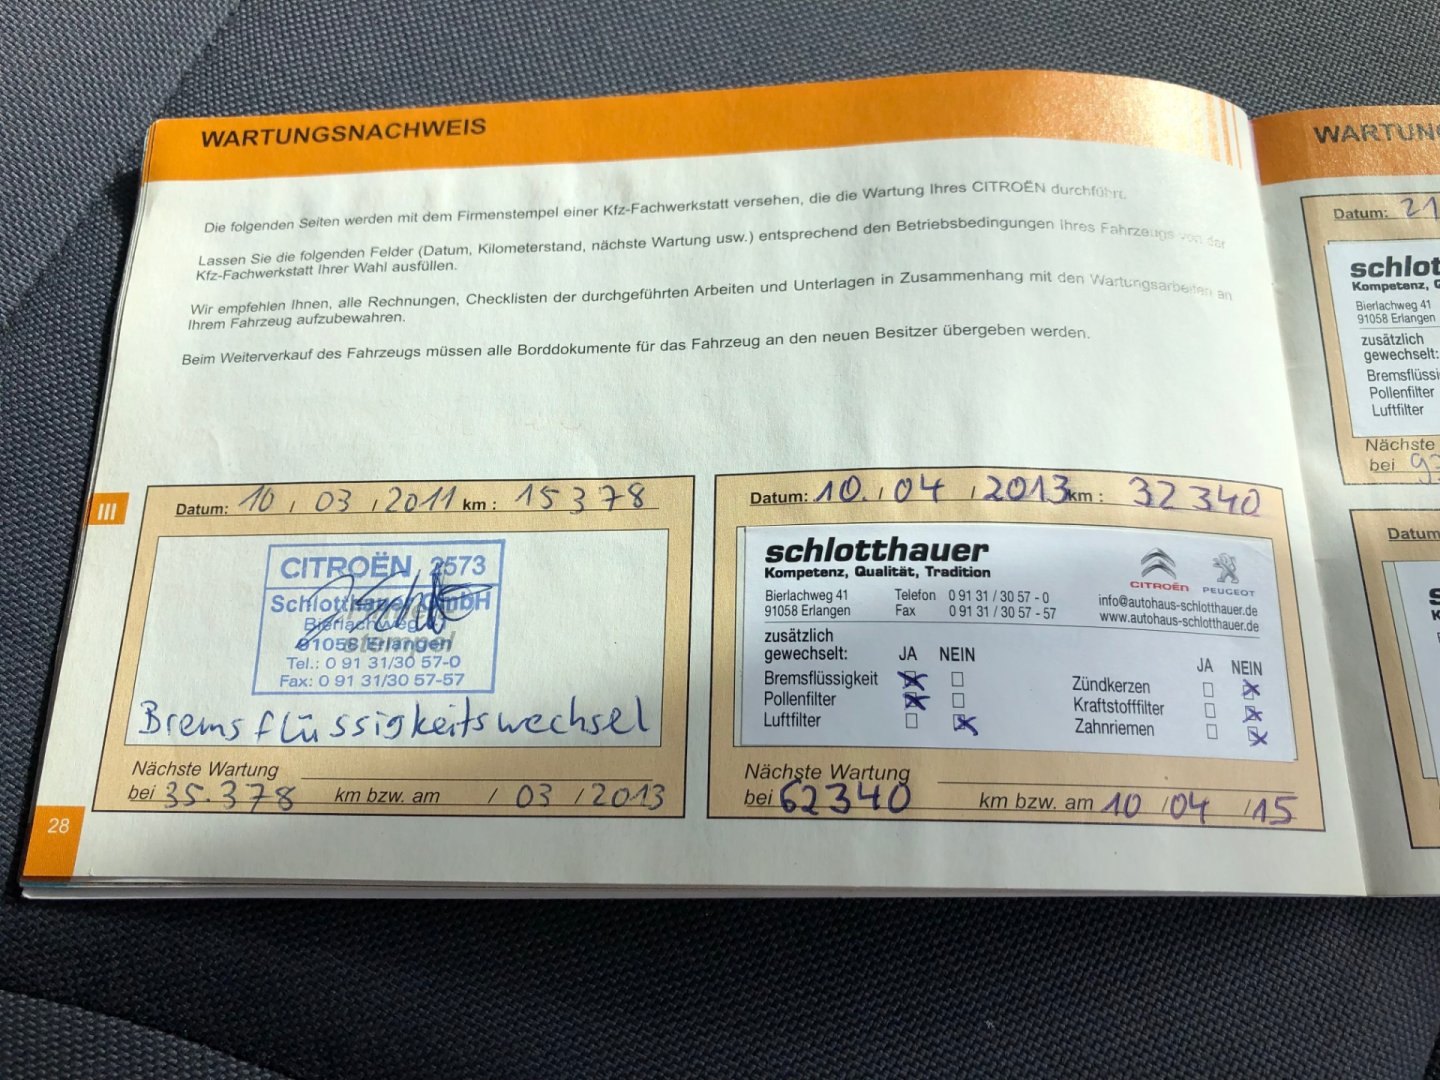 WARTUNGSNACHWEIS
Die folgenden Seiten werden mit dem Firmenstempel einer Kfz-Fachwerkstatt versehen, die die Wartung Ihres CITROËN durchführt.
Lassen Sie die folgenden Felder (Datum, Kilometerstand, nächste Wartung usw.) entsprechend den Betriebsbedingungen ihres Fahrzeugs von der
Kfz-Fachwerkstatt Ihrer Wahl ausfüllen.
Wir empfehlen Ihnen, alle Rechnungen, Checklisten der durchgeführten Arbeiten und Unterlagen in Zusammenhang mit den Wartungsarbeiten an
Ihrem Fahrzeug aufzubewahren.
Beim Weiterverkauf des Fahrzeugs müssen alle Borddokumente für das Fahrzeug an den neuen Besitzer übergeben werden.
III
Datum: 10 / 03 / 2011 km : 15378
CITROËN 2573
Schlotthauer GmbH
Bierlachweg
91058 Erlangen
stempel
Tel.: 0 91 31/30 57-0
Fax: 0 91 31/30 57-57
Bremsflüssigkeitswechsel
Nächste Wartung
bei 35.378 km bzw. am / 03 / 2013
Datum: 10. / 04 / 2013 km : 32340
schlotthauer
Kompetenz, Qualität, Tradition
CITROËN PEUGEOT
Bierlachweg 41 Telefon 0 91 31 / 30 57 - 0 info@autohaus-schlotthauer.de
91058 Erlangen Fax 0 91 31 / 30 57 - 57 www.autohaus-schlotthauer.de
zusätzlich
gewechselt: JA NEIN JA NEIN
Bremsflüssigkeit Zündkerzen
Pollenfilter Kraftstofffilter
Luftfilter Zahnriemen
Nächste Wartung
bei 62340 km bzw. am 10 / 04 / 15
28
WARTUNG
Datum: 21
schlot
Kompetenz, Q
Bierlachweg 41
91058 Erlangen
zusätzlich
gewechselt:
Bremsflüssi
Pollenfilter
Luftfilter
Nächste
bei 9
Datum